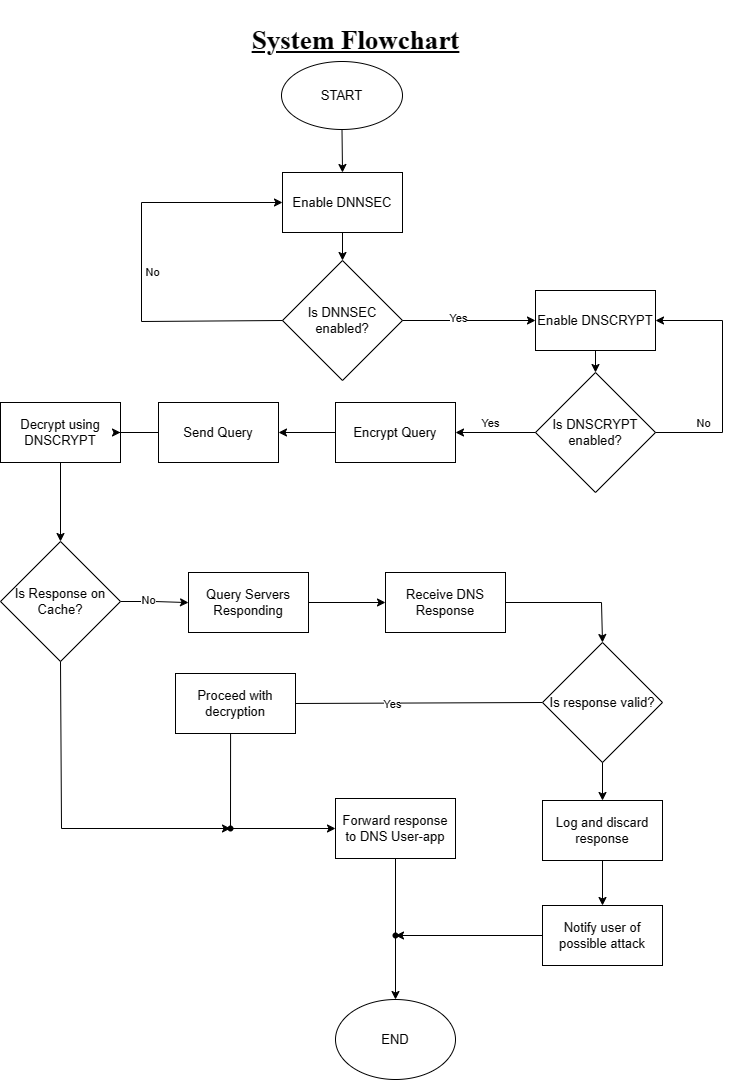 System Flowchart
START
Enable DNNSEC
No
Is DNNSEC
enabled?
Yes
Enable DNSCRYPT
Decrypt using
DNSCRYPT
Send Query
Encrypt Query
Yes
Is DNSCRYPT
enabled?
No
Is Response on
Cache?
No
Query Servers
Responding
Receive DNS
Response
Proceed with
decryption
Yes
Is response valid?
Forward response
to DNS User-app
Log and discard
response
Notify user of
possible attack
END